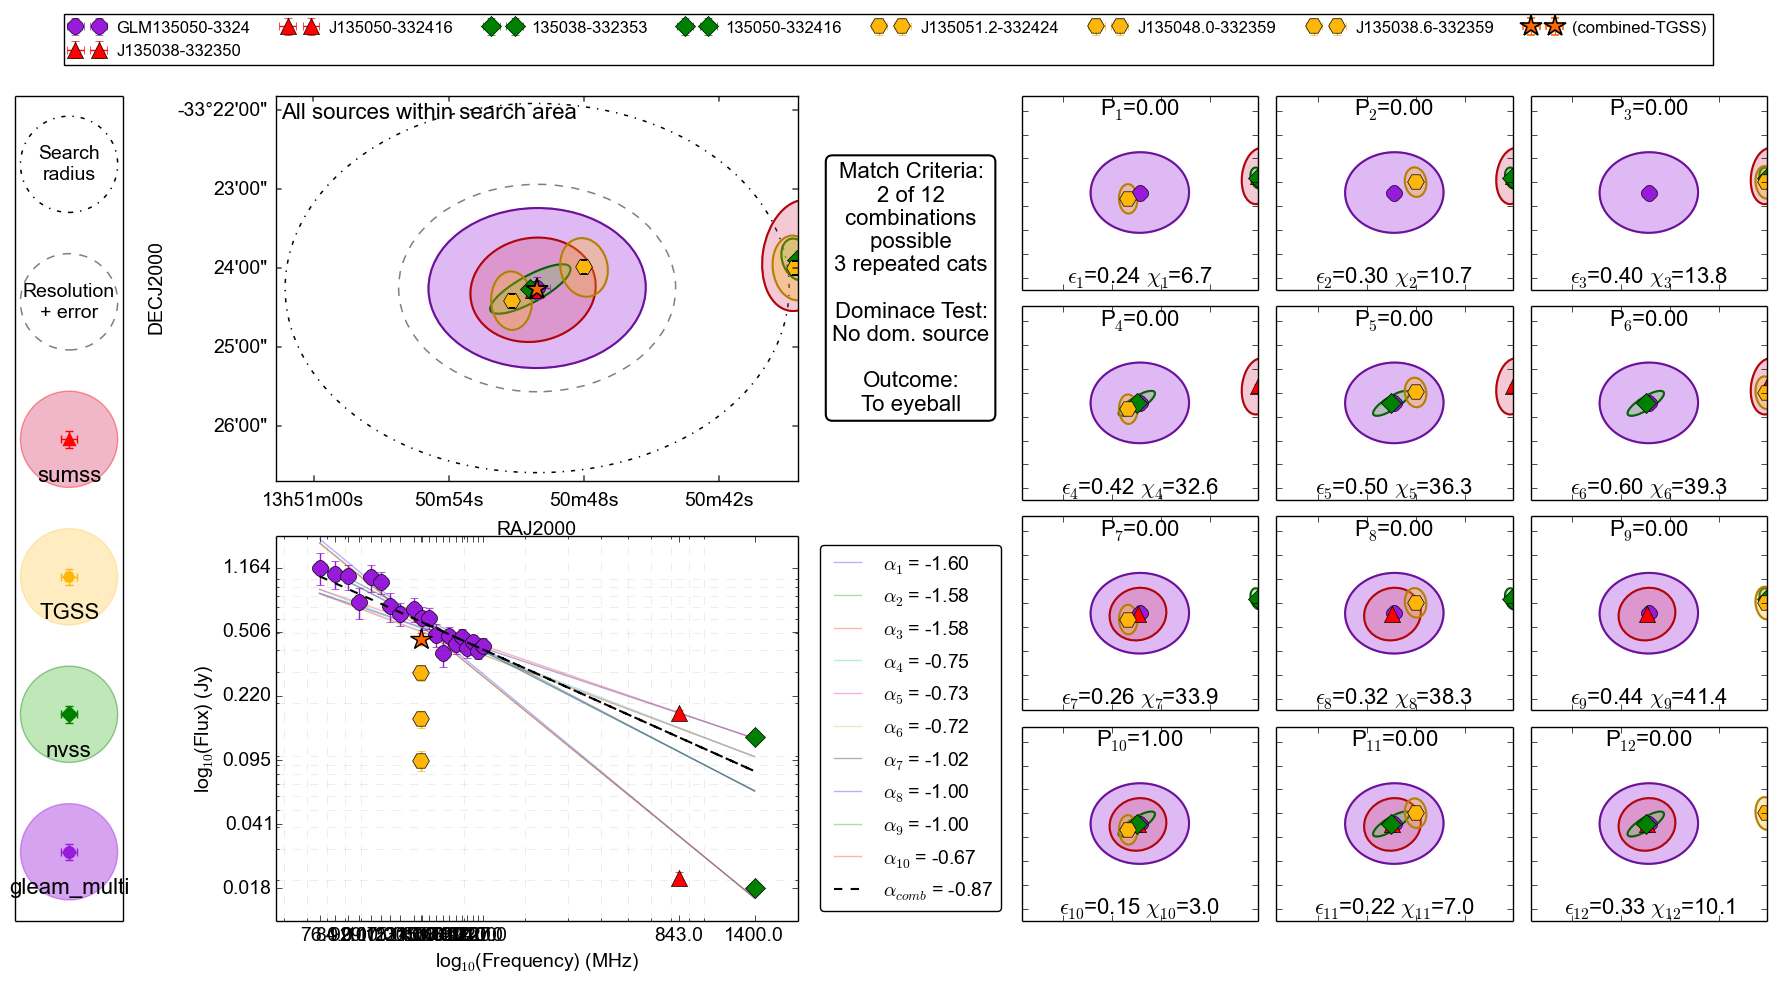 GLM135050-3324
J135050-332416
135038-332353
135050-332416
J135051.2-332424
J135048.0-332359
J135038.6-332359
(combined-TGSS)
J135038-332350
Search
radius
Resolution
+ error
sumss
TGSS
nvss
gleam_multi
All sources within search area
-33°22'00"
23'00"
24'00"
25'00"
26'00"
DECJ2000
13h51m00s
50m54s
50m48s
50m42s
RAJ2000
Match Criteria:
2 of 12
combinations
possible
3 repeated cats
Dominace Test:
No dom. source
Outcome:
To eyeball
1.164
0.506
0.220
0.095
0.041
0.018
log10(Flux) (Jy)
843.0
1400.0
log10(Frequency) (MHz)
α1 = -1.60
α2 = -1.58
α3 = -1.58
α4 = -0.75
α5 = -0.73
α6 = -0.72
α7 = -1.02
α8 = -1.00
α9 = -1.00
α10 = -0.67
αcomb = -0.87
P1=0.00
ϵ1=0.24 χ1=6.7
P2=0.00
ϵ2=0.30 χ2=10.7
P3=0.00
ϵ3=0.40 χ3=13.8
P4=0.00
ϵ4=0.42 χ4=32.6
P5=0.00
ϵ5=0.50 χ5=36.3
P6=0.00
ϵ6=0.60 χ6=39.3
P7=0.00
ϵ7=0.26 χ7=33.9
P8=0.00
ϵ8=0.32 χ8=38.3
P9=0.00
ϵ9=0.44 χ9=41.4
P10=1.00
ϵ10=0.15 χ10=3.0
P11=0.00
ϵ11=0.22 χ11=7.0
P12=0.00
ϵ12=0.33 χ12=10.1